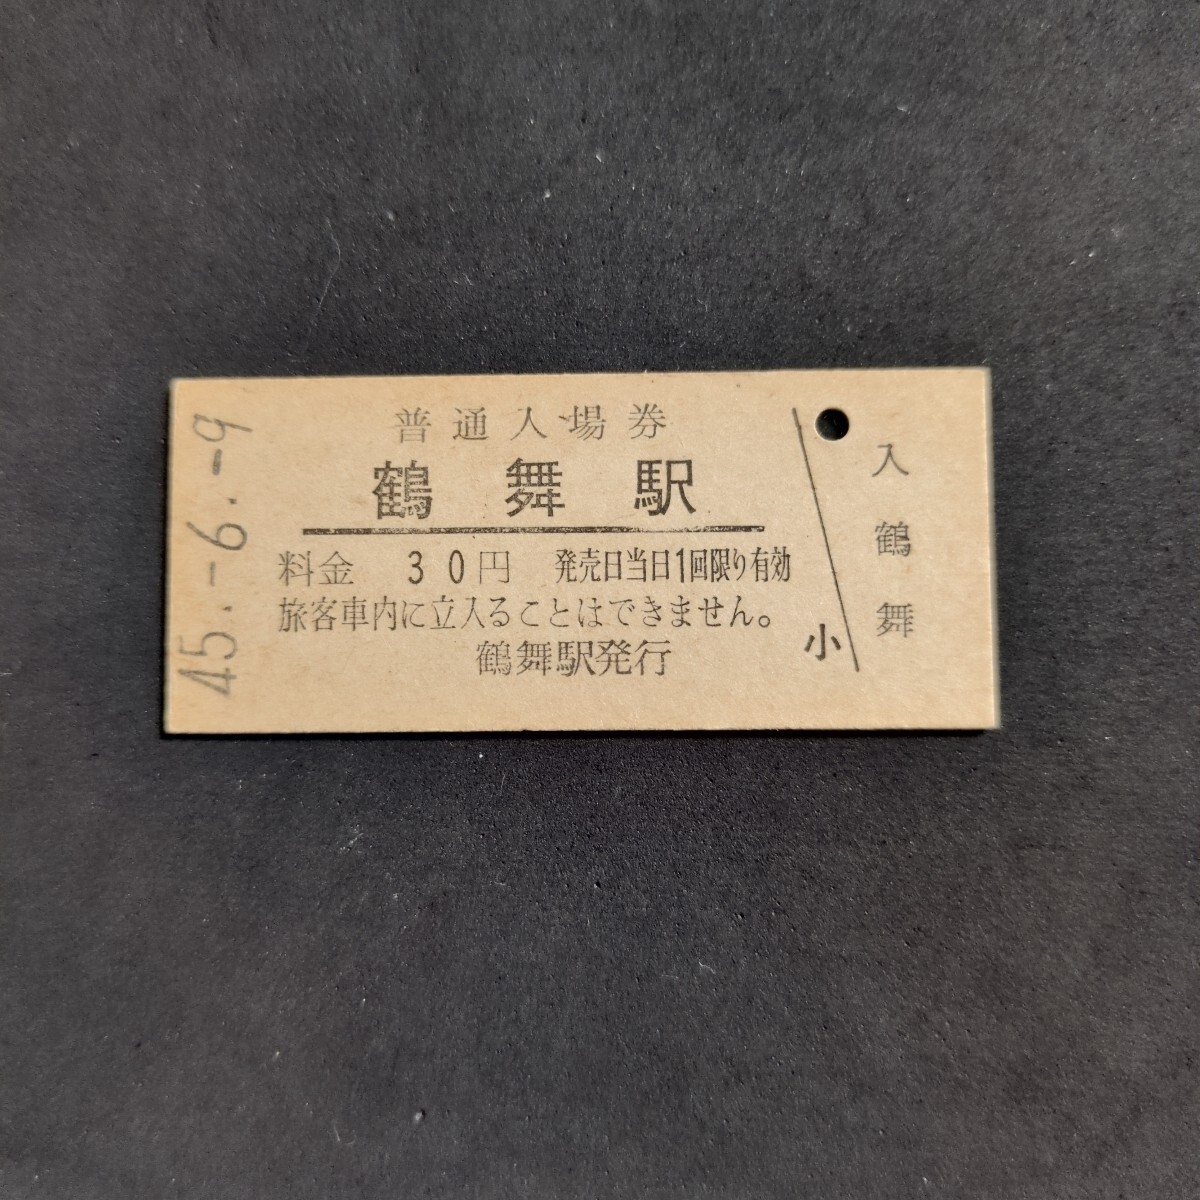 45.-6.-9
普通入場券
鶴舞駅
料金 30円 発売日当日1回限り有効
旅客車内に立入ることはできません。
鶴舞駅発行
小
入鶴舞